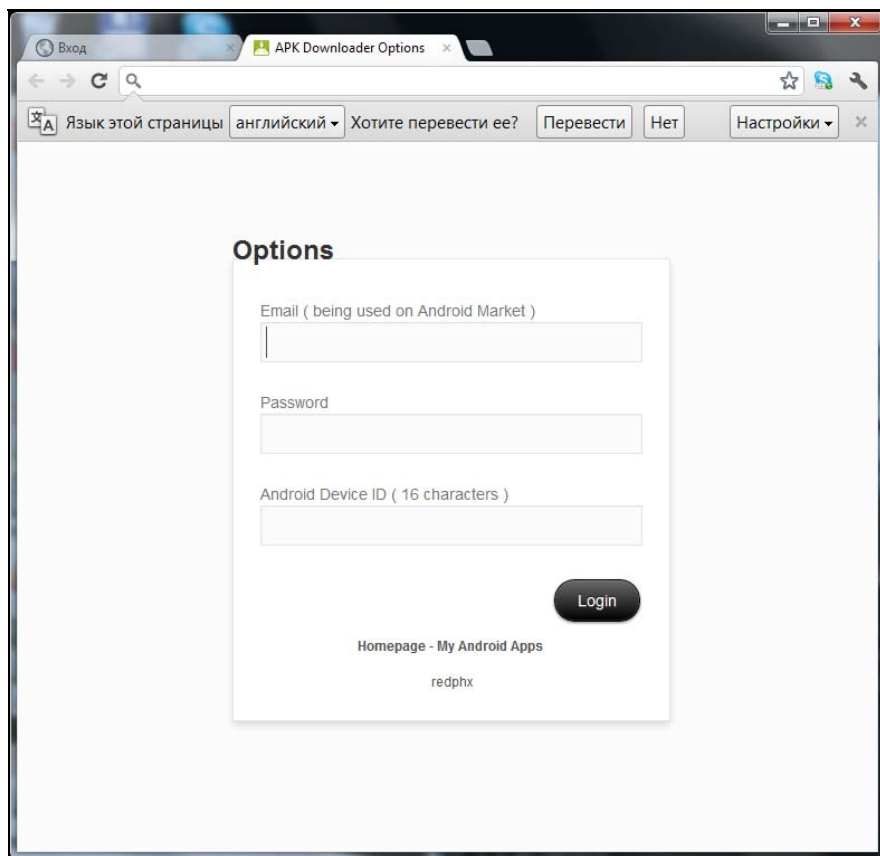 Вход
APK Downloader Options
Язык этой страницы английский Хотите перевести ее? Перевести Нет Настройки
Options
Email ( being used on Android Market )
Password
Android Device ID ( 16 characters )
Login
Homepage - My Android Apps
redphx